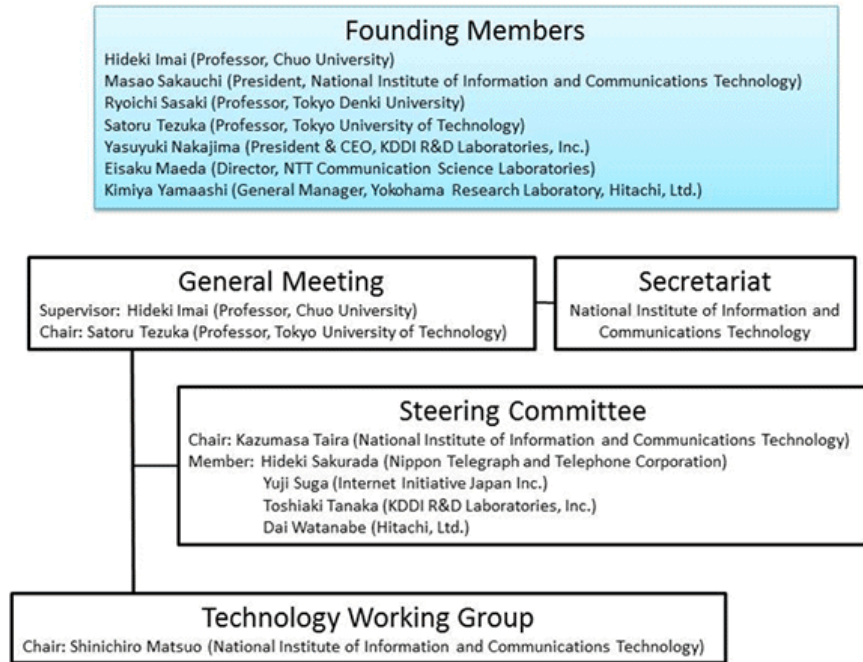 Founding Members
Hideki Imai (Professor, Chuo University)
Masao Sakauchi (President, National Institute of Information and Communications Technology)
Ryoichi Sasaki (Professor, Tokyo Denki University)
Satoru Tezuka (Professor, Tokyo University of Technology)
Yasuyuki Nakajima (President & CEO, KDDI R&D Laboratories, Inc.)
Eisaku Maeda (Director, NTT Communication Science Laboratories)
Kimiya Yamaashi (General Manager, Yokohama Research Laboratory, Hitachi, Ltd.)
General Meeting
Supervisor: Hideki Imai (Professor, Chuo University)
Chair: Satoru Tezuka (Professor, Tokyo University of Technology)
Secretariat
National Institute of Information and
Communications Technology
Steering Committee
Chair: Kazumasa Taira (National Institute of Information and Communications Technology)
Member: Hideki Sakurada (Nippon Telegraph and Telephone Corporation)
Yuji Suga (Internet Initiative Japan Inc.)
Toshiaki Tanaka (KDDI R&D Laboratories, Inc.)
Dai Watanabe (Hitachi, Ltd.)
Technology Working Group
Chair: Shinichiro Matsuo (National Institute of Information and Communications Technology)